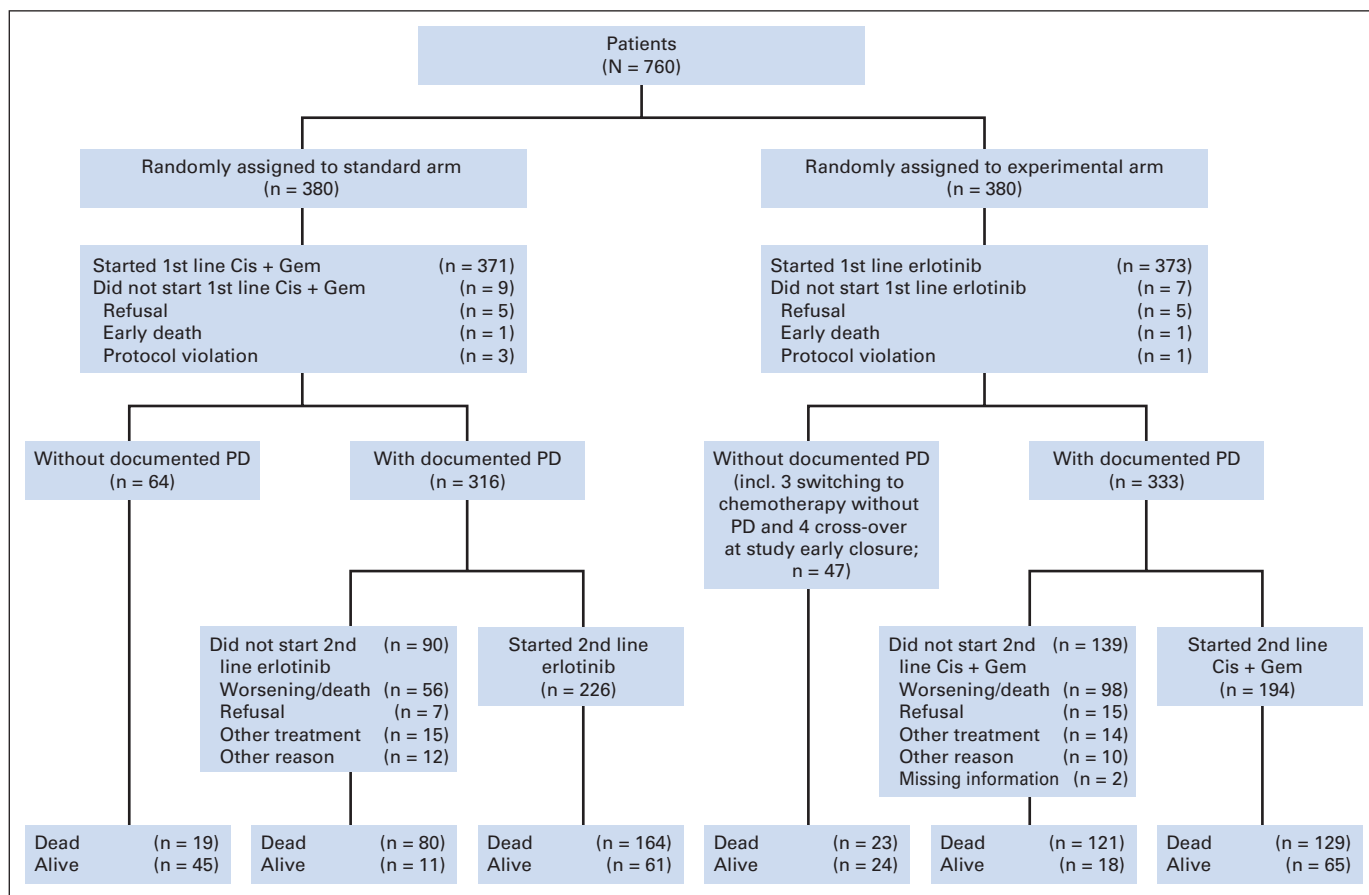 Patients
(N = 760)
Randomly assigned to standard arm
(n = 380)
Randomly assigned to experimental arm
(n = 380)
Started 1st line Cis + Gem (n = 371)
Did not start 1st line Cis + Gem (n = 9)
Refusal (n = 5)
Early death (n = 1)
Protocol violation (n = 3)
Started 1st line erlotinib (n = 373)
Did not start 1st line erlotinib (n = 7)
Refusal (n = 5)
Early death (n = 1)
Protocol violation (n = 1)
Without documented PD
(n = 64)
With documented PD
(n = 316)
Without documented PD
(incl. 3 switching to
chemotherapy without
PD and 4 cross-over
at study early closure;
n = 47)
With documented PD
(n = 333)
Did not start 2nd (n = 90)
line erlotinib
Worsening/death (n = 56)
Refusal (n = 7)
Other treatment (n = 15)
Other reason (n = 12)
Started 2nd line
erlotinib
(n = 226)
Did not start 2nd (n = 139)
line Cis + Gem
Worsening/death (n = 98)
Refusal (n = 15)
Other treatment (n = 14)
Other reason (n = 10)
Missing information (n = 2)
Started 2nd line
Cis + Gem
(n = 194)
Dead (n = 19)
Alive (n = 45)
Dead (n = 80)
Alive (n = 11)
Dead (n = 164)
Alive (n = 61)
Dead (n = 23)
Alive (n = 24)
Dead (n = 121)
Alive (n = 18)
Dead (n = 129)
Alive (n = 65)